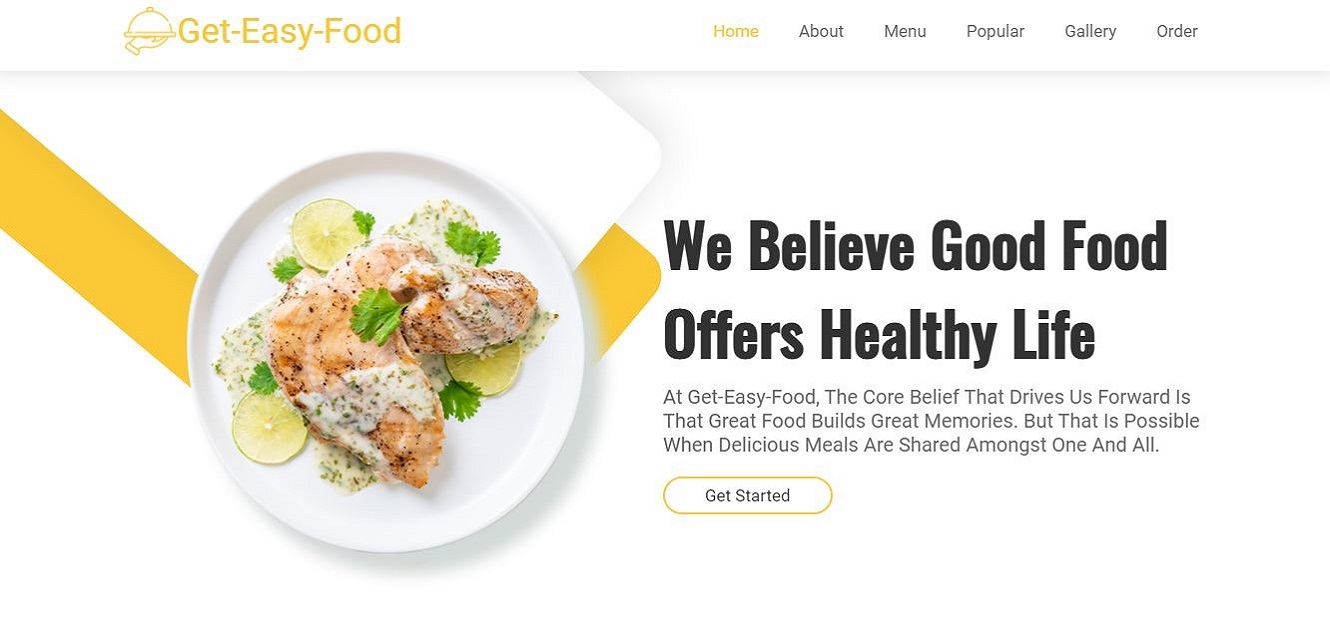 Get-Easy-Food
Home About Menu Popular Gallery Order
We Believe Good Food
Offers Healthy Life
At Get-Easy-Food, The Core Belief That Drives Us Forward Is
That Great Food Builds Great Memories. But That Is Possible
When Delicious Meals Are Shared Amongst One And All.
Get Started